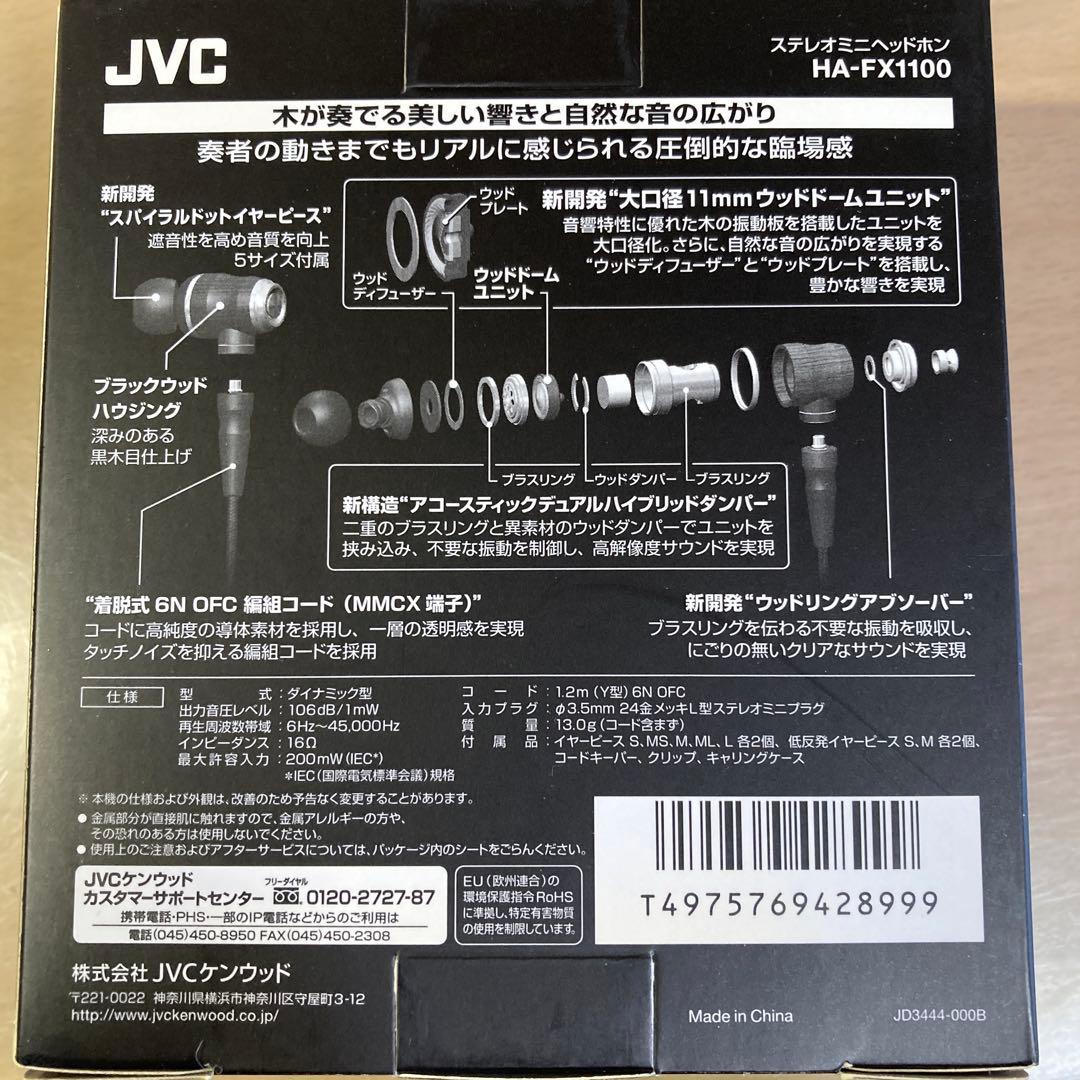 JVC
ステレオミニヘッドホン
HA-FX1100
木が奏でる美しい響きと自然な音の広がり
奏者の動きまでもリアルに感じられる圧倒的な臨場感
新開発
“スパイラルドットイヤーピース”
遮音性を高め音質を向上
5サイズ付属
ウッド
プレート
ウッド
ディフューザー
ウッドドーム
ユニット
新開発“大口径11mmウッドドームユニット”
音響特性に優れた木の振動板を搭載したユニットを
大口径化。さらに、自然な音の広がりを実現する
“ウッドディフューザー”と“ウッドプレート”を搭載し、
豊かな響きを実現
ブラックウッド
ハウジング
深みのある
黒木目仕上げ
ブラスリング
ウッドダンパー
ブラスリング
新構造“アコースティックデュアルハイブリッドダンパー”
二重のブラスリングと異素材のウッドダンパーでユニットを
挟み込み、不要な振動を制御し、高解像度サウンドを実現
“着脱式 6N OFC 編組コード（MMCX 端子）”
コードに高純度の導体素材を採用し、一層の透明感を実現
タッチノイズを抑える編組コードを採用
新開発“ウッドリングアブソーバー”
ブラスリングを伝わる不要な振動を吸収し、
にごりの無いクリアなサウンドを実現
仕様
型式：ダイナミック型
出力音圧レベル：106dB/1mW
再生周波数帯域：6Hz〜45,000Hz
インピーダンス：16Ω
最大許容入力：200mW（IEC*）
*IEC（国際電気標準会議）規格
コード：1.2m（Y型）6N OFC
入力プラグ：φ3.5mm 24金メッキL型ステレオミニプラグ
質量：13.0g（コード含まず）
付属品：イヤーピース S、MS、M、ML、L 各2個、低反発イヤーピース S、M 各2個、
コードキーパー、クリップ、キャリングケース
※ 本機の仕様および外観は、改善のため予告なく変更することがあります。
● 金属部分が直接肌に触れますので、金属アレルギーの方や、
その恐れのある方は使用しないでください。
● 使用上のご注意およびアフターサービスについては、パッケージ内のシートをごらんください。
JVCケンウッド
カスタマーサポートセンター
フリーダイヤル
0120-2727-87
携帯電話・PHS・一部のIP電話などからのご利用は
電話(045)450-8950 FAX(045)450-2308
EU（欧州連合）の
環境保護指令RoHS
に準拠し、特定有害物質
の使用を制限しています。
T4975769428999
株式会社 JVCケンウッド
〒221-0022 神奈川県横浜市神奈川区守屋町3-12
http://www.jvckenwood.co.jp/
Made in China
JD3444-000B